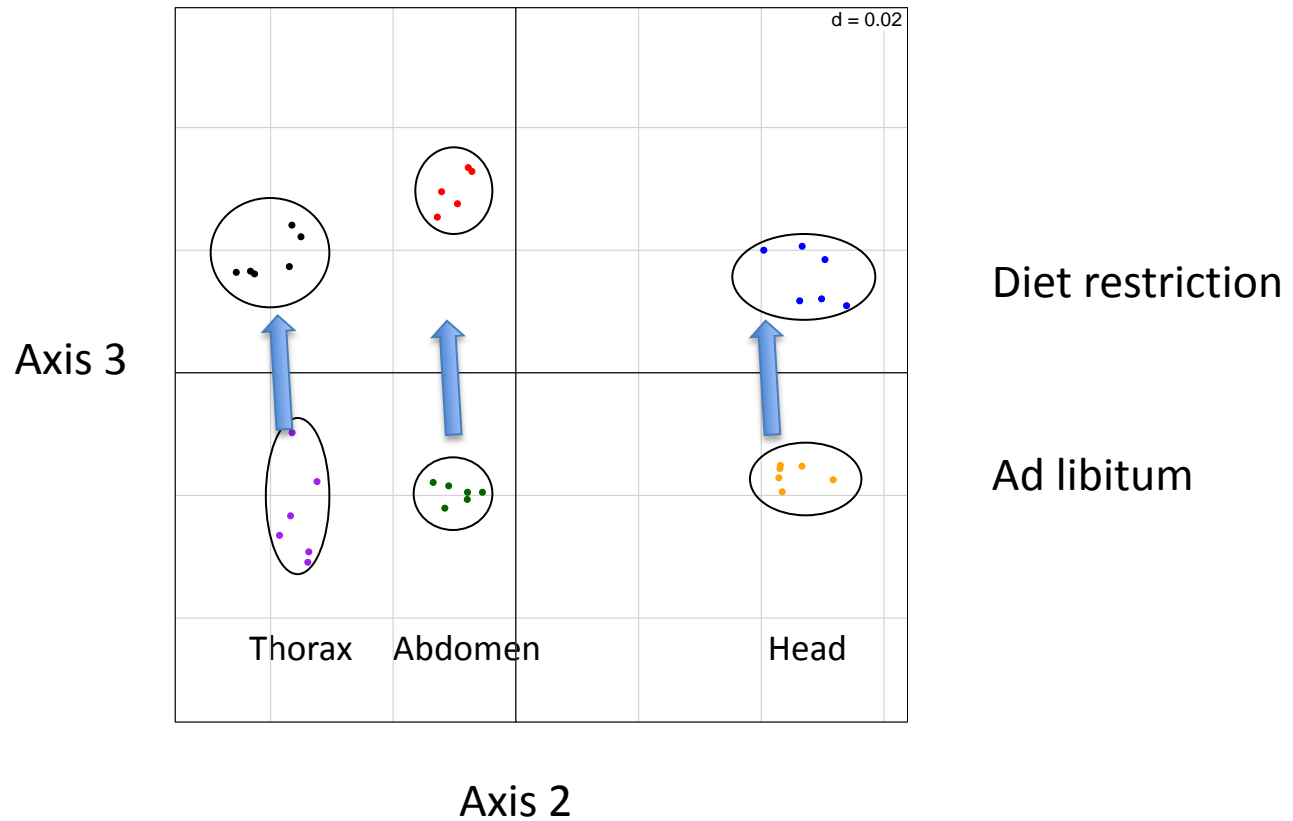 d = 0.02
Diet restriction
Axis 3
Ad libitum
Thorax Abdomen Head
Axis 2